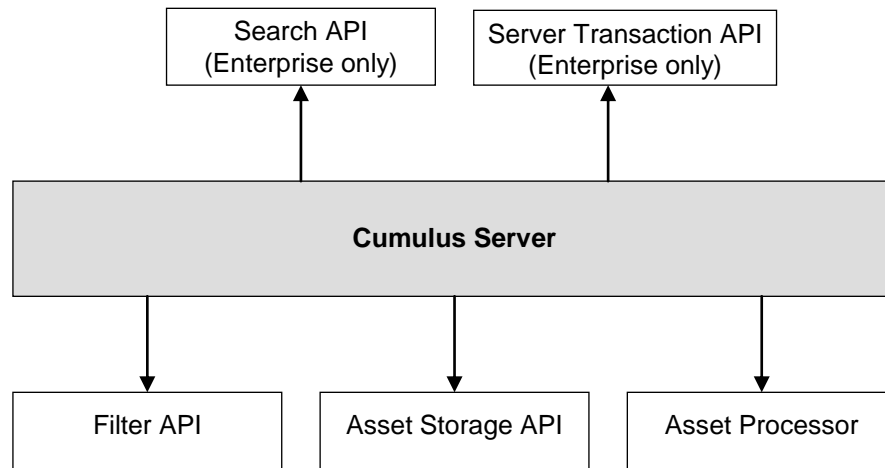 Search API
(Enterprise only)
Server Transaction API
(Enterprise only)
Cumulus Server
Filter API
Asset Storage API
Asset Processor